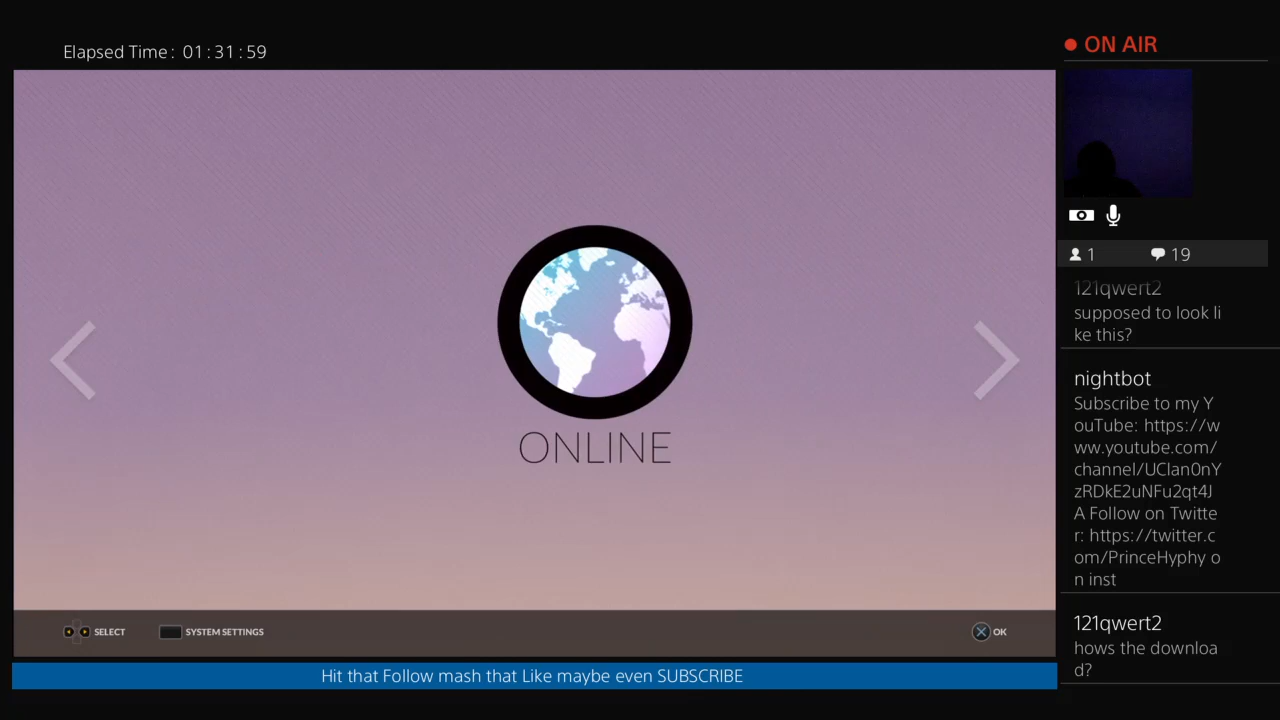 Elapsed Time: 01:31:59
ON AIR
1 19
121qwert2
supposed to look li
ke this?
nightbot
Subscribe to my Y
ouTube: https://w
ww.youtube.com/
channel/UClan0nY
zRDkE2uNFu2qt4J
A Follow on Twitte
r: https://twitter.c
om/PrinceHyphy o
n inst
121qwert2
hows the downloa
d?
ONLINE
SELECT SYSTEM SETTINGS OK
Hit that Follow mash that Like maybe even SUBSCRIBE